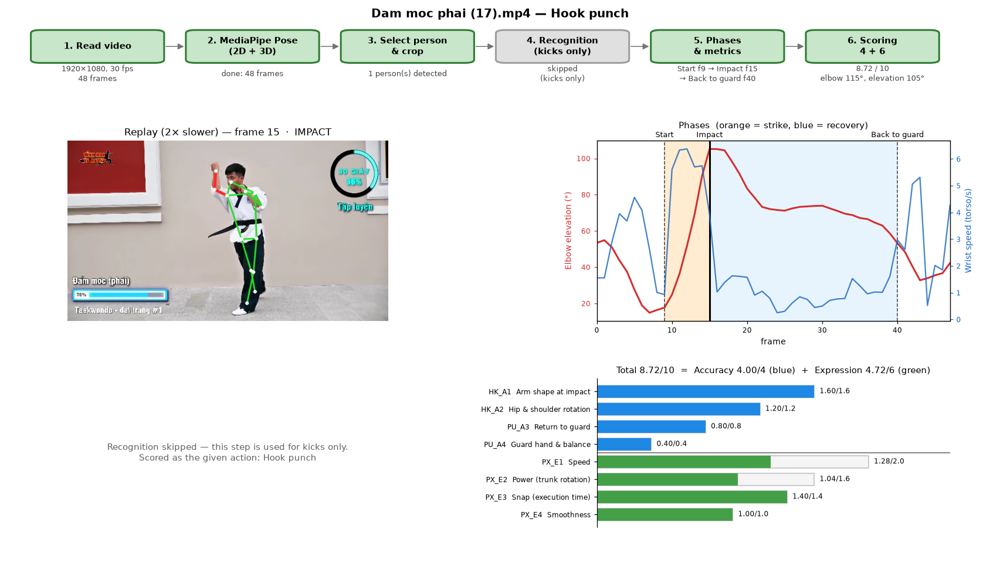 Dam moc phai (17).mp4 — Hook punch
1. Read video
2. MediaPipe Pose
(2D + 3D)
3. Select person
& crop
4. Recognition
(kicks only)
5. Phases
& metrics
6. Scoring
4 + 6
1920×1080, 30 fps
48 frames
done: 48 frames
1 person(s) detected
skipped
(kicks only)
Start f9 → Impact f15
→ Back to guard f40
8.72 / 10
elbow 115°, elevation 105°
Replay (2× slower) — frame 15 · IMPACT
30 GIÂY
36%
Tập luyện
Đấm móc (phải)
78%
Taekwondo - đai trắng #1
Phases (orange = strike, blue = recovery)
Start
Impact
Back to guard
Elbow elevation (°)
100
80
60
40
20
Wrist speed (torso/s)
6
5
4
3
2
1
0
0
10
20
30
40
frame
Recognition skipped — this step is used for kicks only.
Scored as the given action: Hook punch
Total 8.72/10 = Accuracy 4.00/4 (blue) + Expression 4.72/6 (green)
HK_A1 Arm shape at impact 1.60/1.6
HK_A2 Hip & shoulder rotation 1.20/1.2
PU_A3 Return to guard 0.80/0.8
PU_A4 Guard hand & balance 0.40/0.4
PX_E1 Speed 1.28/2.0
PX_E2 Power (trunk rotation) 1.04/1.6
PX_E3 Snap (execution time) 1.40/1.4
PX_E4 Smoothness 1.00/1.0